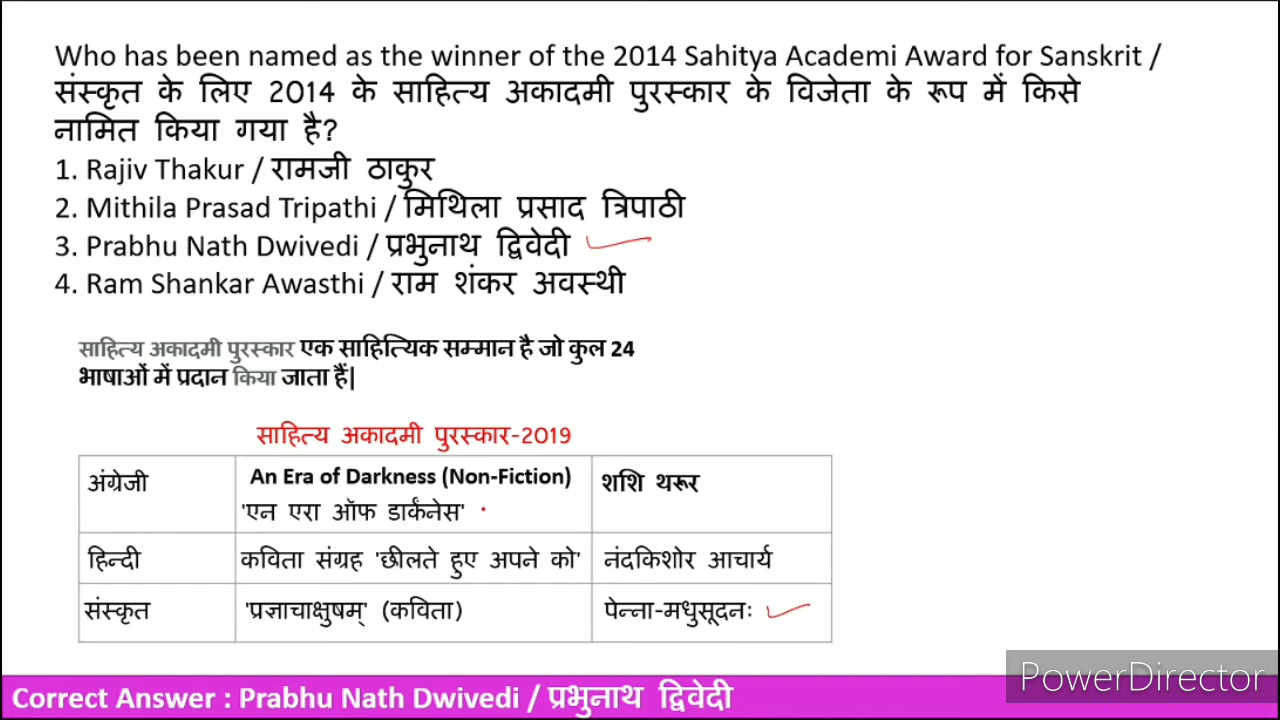 Who has been named as the winner of the 2014 Sahitya Academi Award for Sanskrit /
संस्कृत के लिए 2014 के साहित्य अकादमी पुरस्कार के विजेता के रूप में किसे
नामित किया गया है?
1. Rajiv Thakur / रामजी ठाकुर
2. Mithila Prasad Tripathi / मिथिला प्रसाद त्रिपाठी
3. Prabhu Nath Dwivedi / प्रभुनाथ द्विवेदी
4. Ram Shankar Awasthi / राम शंकर अवस्थी
साहित्य अकादमी पुरस्कार एक साहित्यिक सम्मान है जो कुल 24
भाषाओं में प्रदान किया जाता हैं|
साहित्य अकादमी पुरस्कार-2019
अंग्रेजी An Era of Darkness (Non-Fiction) शशि थरूर
'एन एरा ऑफ डार्कनेस'
हिन्दी कविता संग्रह 'छीलते हुए अपने को' नंदकिशोर आचार्य
संस्कृत 'प्रज्ञाचाक्षुषम्' (कविता) पेन्ना-मधुसूदनः
PowerDirector
Correct Answer : Prabhu Nath Dwivedi / प्रभुनाथ द्विवेदी